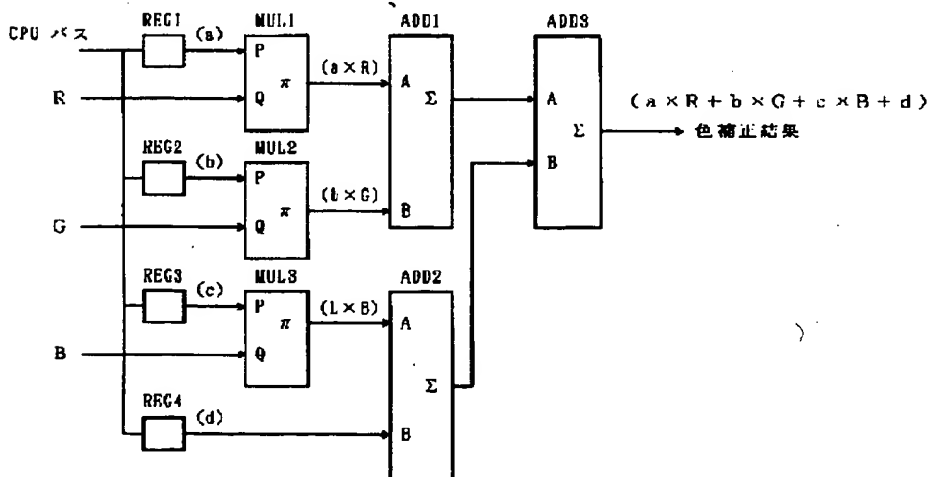 CPU バス
REG1
(a)
MUL1
P
π
Q
R
(a×R)
ADD1
A
Σ
B
ADD3
A
Σ
B
(a×R+b×G+c×B+d)
色補正結果
REG2
(b)
MUL2
P
π
Q
G
(b×G)
REG3
(c)
MUL3
P
π
Q
B
(L×B)
ADD2
A
Σ
B
REG4
(d)